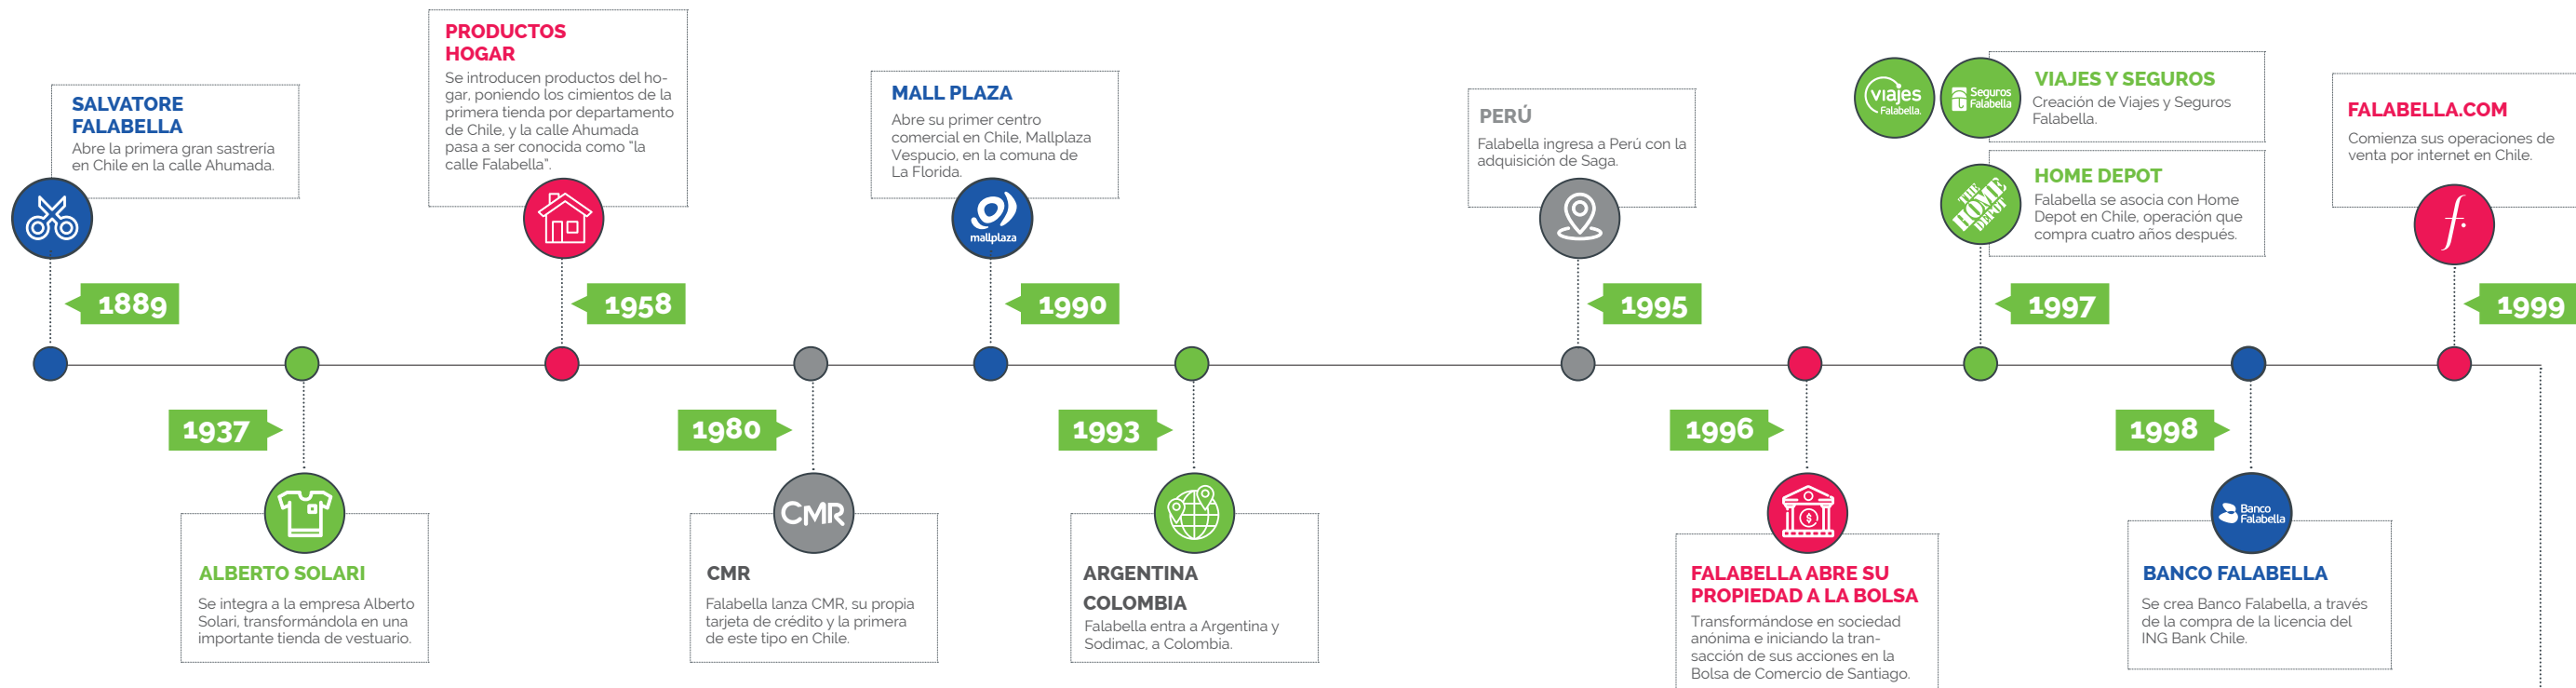 SALVATORE
FALABELLA
Abre la primera gran sastrería
en Chile en la calle Ahumada.
1889
1937
ALBERTO SOLARI
Se integra a la empresa Alberto
Solari, transformándola en una
importante tienda de vestuario.
PRODUCTOS
HOGAR
Se introducen productos del ho-
gar, poniendo los cimientos de la
primera tienda por departamento
de Chile, y la calle Ahumada
pasa a ser conocida como "la
calle Falabella".
1958
1980
CMR
CMR
Falabella lanza CMR, su propia
tarjeta de crédito y la primera
de este tipo en Chile.
MALL PLAZA
Abre su primer centro
comercial en Chile, Mallplaza
Vespucio, en la comuna de
La Florida.
mallplaza
1990
1993
ARGENTINA
COLOMBIA
Falabella entra a Argentina y
Sodimac, a Colombia.
PERÚ
Falabella ingresa a Perú con la
adquisición de Saga.
1995
1996
FALABELLA ABRE SU
PROPIEDAD A LA BOLSA
Transformándose en sociedad
anónima e iniciando la tran-
sacción de sus acciones en la
Bolsa de Comercio de Santiago.
viajes
Falabella.
Seguros
Falabella
VIAJES Y SEGUROS
Creación de Viajes y Seguros
Falabella.
THE
HOME
DEPOT
HOME DEPOT
Falabella se asocia con Home
Depot en Chile, operación que
compra cuatro años después.
1997
1998
Banco
Falabella
BANCO FALABELLA
Se crea Banco Falabella, a través
de la compra de la licencia del
ING Bank Chile.
FALABELLA.COM
Comienza sus operaciones de
venta por internet en Chile.
f.
1999